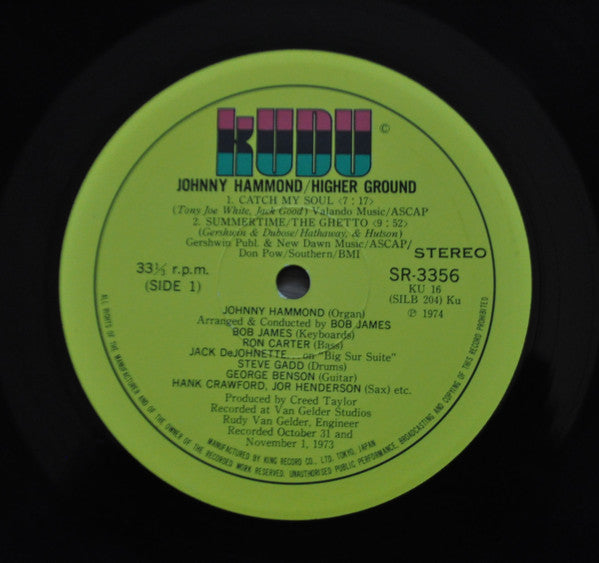 KUDU ©
JOHNNY HAMMOND/HIGHER GROUND
1. CATCH MY SOUL <7:17>
(Tony Joe White, Jack Good) Valando Music/ASCAP
2. SUMMERTIME/THE GHETTO <9:52>
(Gershwin & Dubose/Hathaway, & Hutson)
Gershwin Publ. & New Dawn Music/ASCAP/
Don Pow/Southern/BMI
STEREO
33⅓ r.p.m.
(SIDE 1)
SR-3356
KU 16
(SILB 204) Ku
℗ 1974
JOHNNY HAMMOND (Organ)
Arranged & Conducted by BOB JAMES
BOB JAMES (Keyboards)
RON CARTER (Bass)
JACK DeJOHNETTE.....on "Big Sur Suite"
STEVE GADD (Drums)
GEORGE BENSON (Guitar)
HANK CRAWFORD, JOR HENDERSON (Sax) etc.
Produced by Creed Taylor
Recorded at Van Gelder Studios
Rudy Van Gelder, Engineer
Recorded October 31 and
November 1, 1973
MANUFACTURED BY KING RECORD CO., LTD. TOKYO, JAPAN
ALL RIGHTS OF THE MANUFACTURER AND OF THE OWNER OF THE RECORDED WORK RESERVED. UNAUTHORISED PUBLIC PERFORMANCE, BROADCASTING AND COPYING OF THIS RECORD PROHIBITED